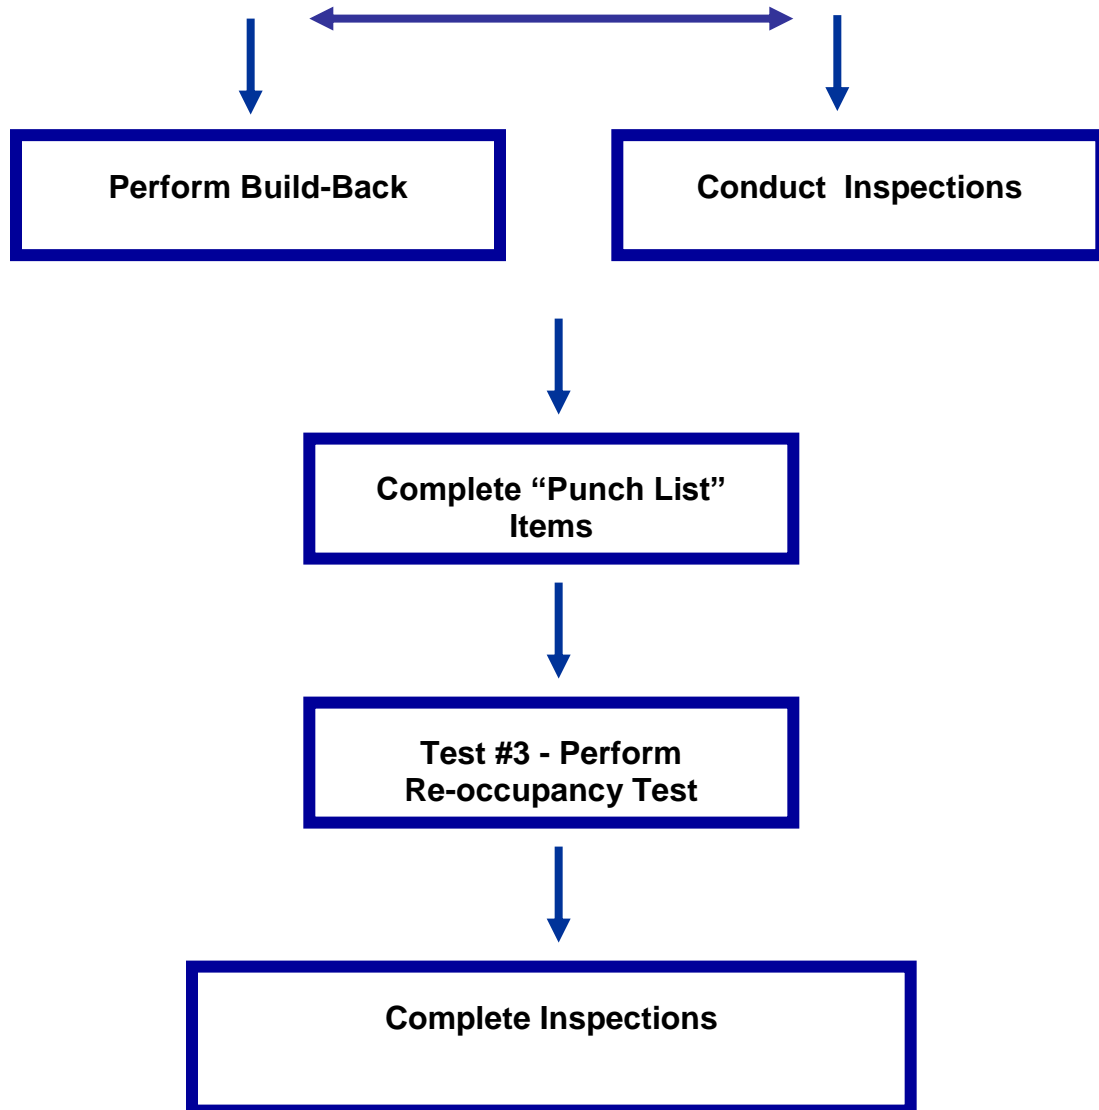 Perform Build-Back
Conduct  Inspections
Complete “Punch List”
Items
Test #3 - Perform
Re-occupancy Test
Complete Inspections